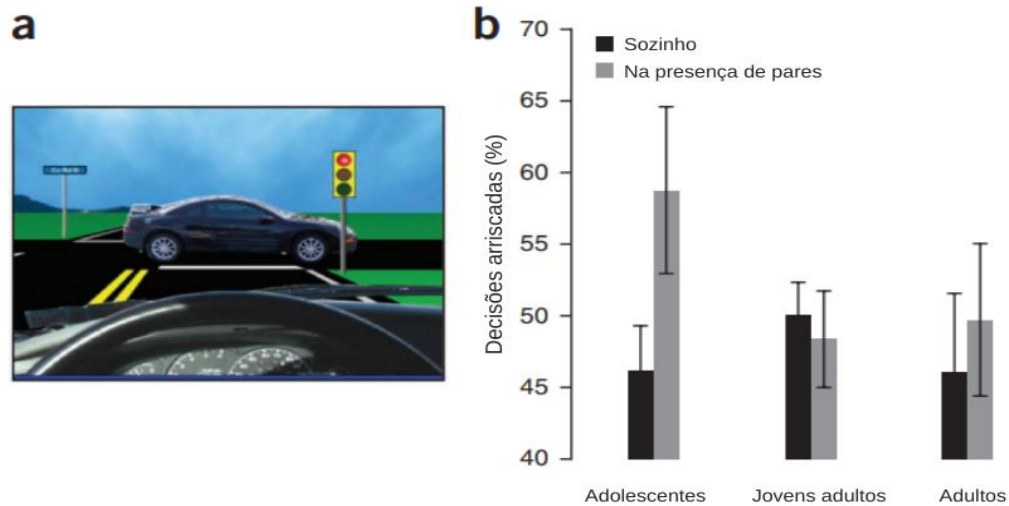 a
b
70
65
60
55
50
45
40
Decisões arriscadas (%)
Sozinho
Na presença de pares
Adolescentes
Jovens adultos
Adultos